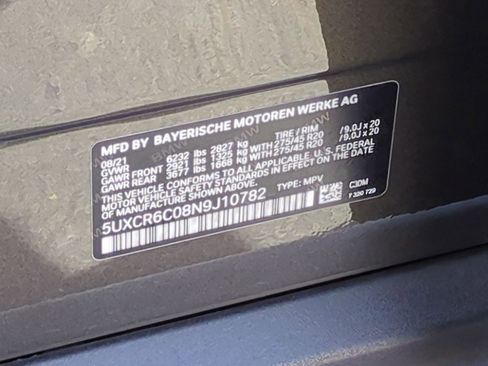 MFD BY BAYERISCHE MOTOREN WERKE AG
08/21 TIRE / RIM
GVWR 6232 lbs 2827 kg
GAWR FRONT 2921 lbs 1325 kg WITH 275/45 R20 / 9.0J x 20
GAWR REAR 3677 lbs 1668 kg WITH 275/45 R20 / 9.0J x 20
THIS VEHICLE CONFORMS TO ALL APPLICABLE U.S. FEDERAL
MOTOR VEHICLE SAFETY STANDARDS IN EFFECT ON THE DATE OF
MANUFACTURE SHOWN ABOVE.
5UXCR6C08N9J10782 TYPE: MPV
C3DM
7 320 729